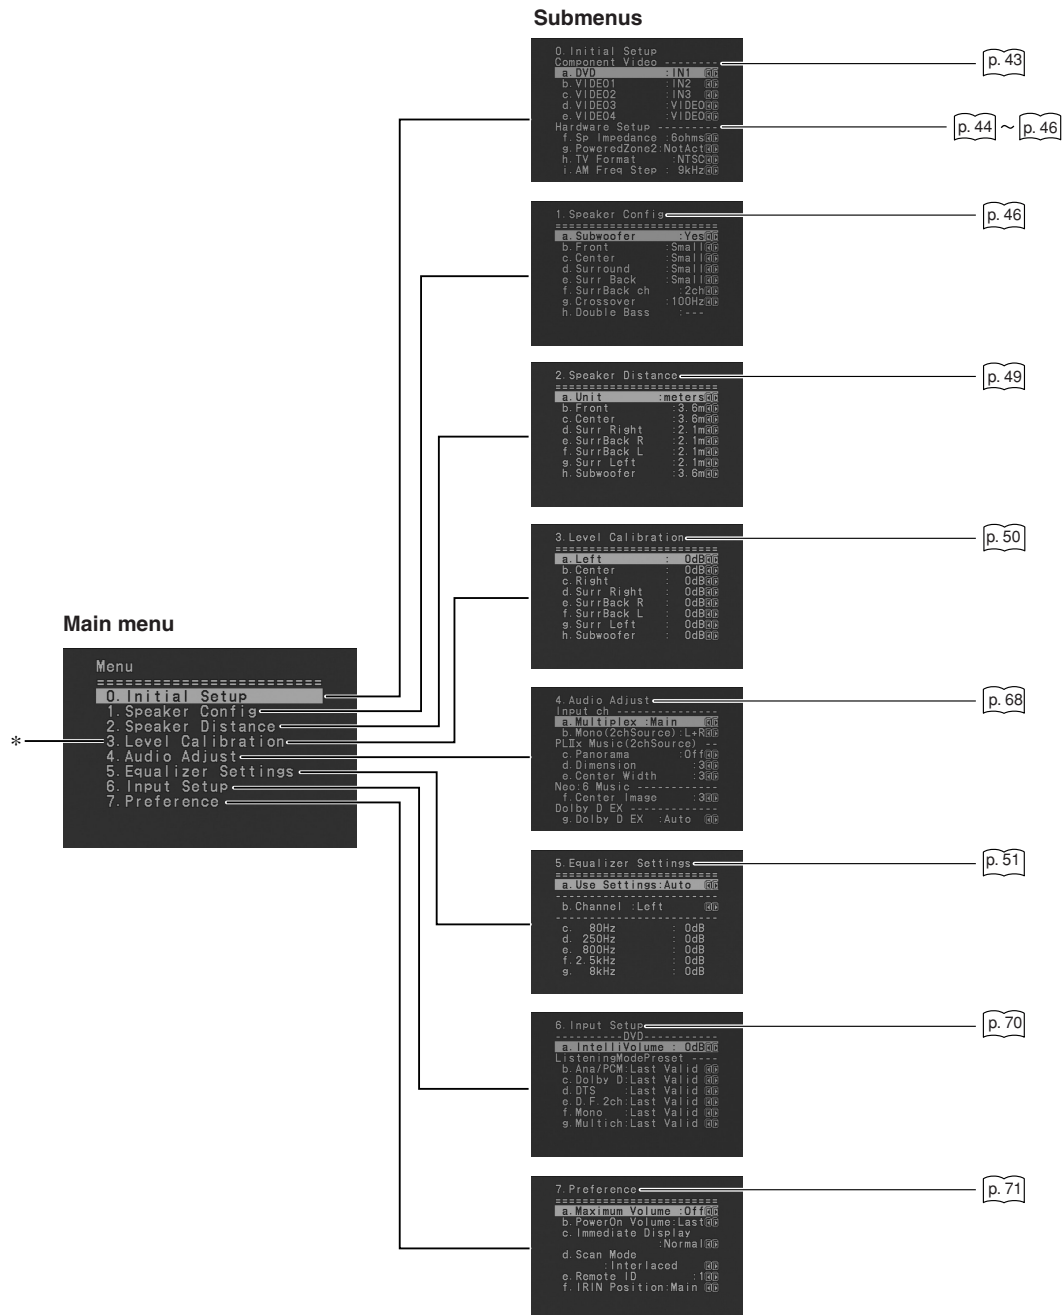 Submenus
0. Initial Setup
Component Video --------
a. DVD : IN1
b. VIDEO1 : IN2
c. VIDEO2 : IN3
d. VIDEO3 : VIDEO
e. VIDEO4 : VIDEO
Hardware Setup ---------
f. Sp Impedance : 6ohms
g. PoweredZone2:NotAct
h. TV Format :NTSC
i. AM Freq Step : 9kHz
p. 43
p. 44 ~ p. 46
1. Speaker Config
========================
a. Subwoofer :Yes
b. Front :Small
c. Center :Small
d. Surround :Small
e. Surr Back :Small
f. SurrBack ch :2ch
g. Crossover :100Hz
h. Double Bass :---
p. 46
2. Speaker Distance
========================
a. Unit :meters
b. Front :3.6m
c. Center :3.6m
d. Surr Right :2.1m
e. SurrBack R :2.1m
f. SurrBack L :2.1m
g. Surr Left :2.1m
h. Subwoofer :3.6m
p. 49
3. Level Calibration
========================
a. Left : 0dB
b. Center : 0dB
c. Right : 0dB
d. Surr Right : 0dB
e. SurrBack R : 0dB
f. SurrBack L : 0dB
g. Surr Left : 0dB
h. Subwoofer : 0dB
p. 50
Main menu
Menu
========================
0. Initial Setup
1. Speaker Config
2. Speaker Distance
* 3. Level Calibration
4. Audio Adjust
5. Equalizer Settings
6. Input Setup
7. Preference
4. Audio Adjust
Input ch ---------------
a. Multiplex :Main
b. Mono(2chSource):L+R
PLIIx Music(2chSource) --
c. Panorama :Off
d. Dimension :3
e. Center Width :3
Neo:6 Music ------------
f. Center Image :3
Dolby D EX -------------
g. Dolby D EX :Auto
p. 68
5. Equalizer Settings
========================
a. Use Settings:Auto
------------------------
b. Channel :Left
------------------------
c. 80Hz : 0dB
d. 250Hz : 0dB
e. 800Hz : 0dB
f. 2.5kHz : 0dB
g. 8kHz : 0dB
p. 51
6. Input Setup
----------DVD-----------
a. IntelliVolume : 0dB
ListeningModePreset ----
b. Ana/PCM:Last Valid
c. Dolby D:Last Valid
d. DTS :Last Valid
e. D.F. 2ch:Last Valid
f. Mono :Last Valid
g. Multich:Last Valid
p. 70
7. Preference
========================
a. Maximum Volume :Off
b. PowerOn Volume:Last
c. Immediate Display
:Normal
d. Scan Mode
:Interlaced
e. Remote ID :1
f. IRIN Position:Main
p. 71